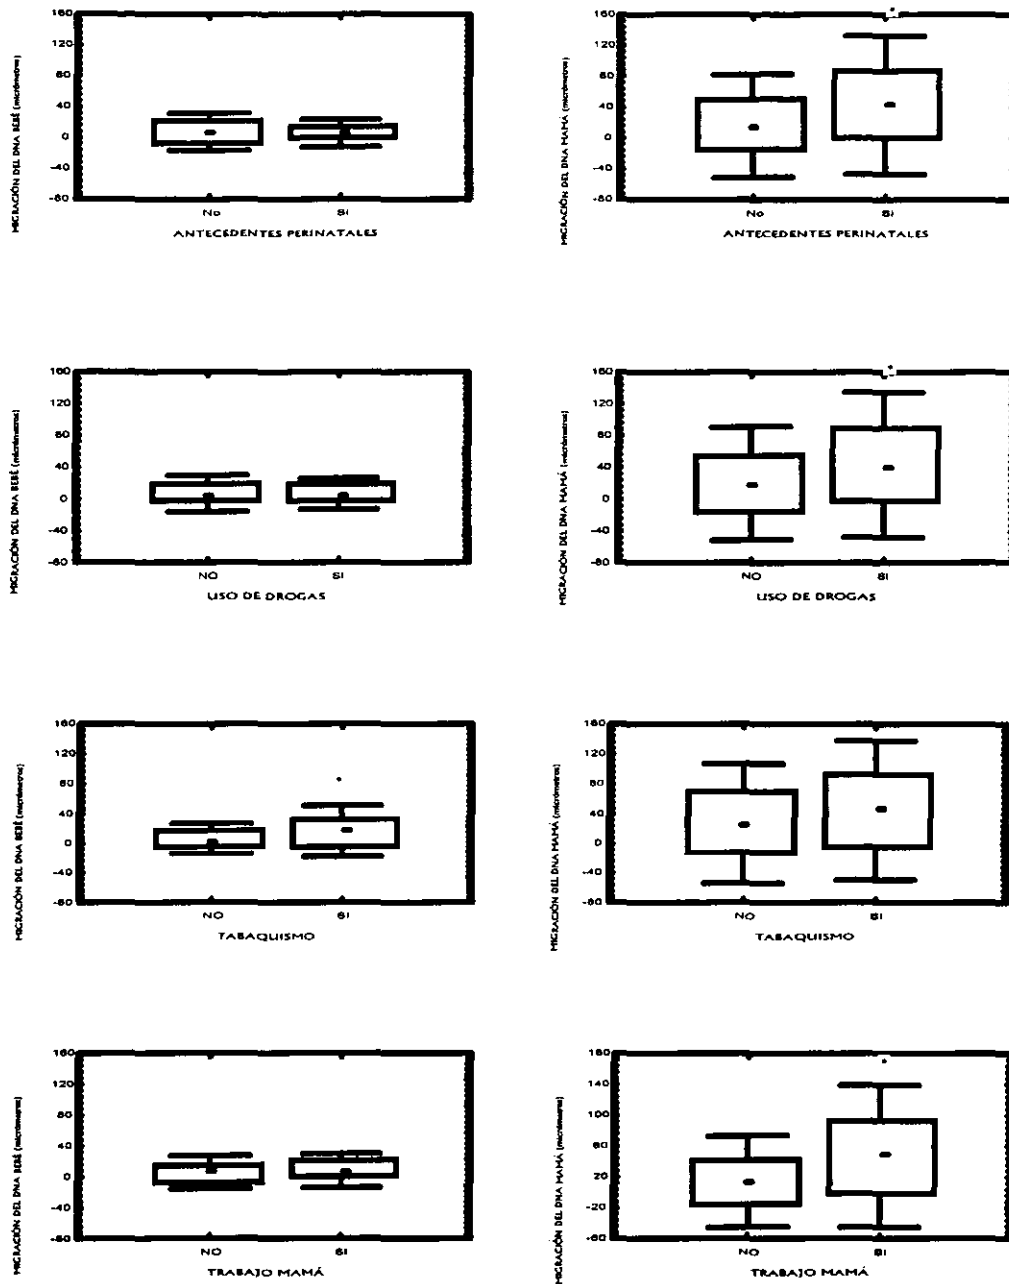 MIGRACIÓN DEL DNA BEBÉ (micrómetros)
160
120
80
40
0
-40
-80
No
SI
ANTECEDENTES PERINATALES
MIGRACIÓN DEL DNA MAMÁ (micrómetros)
160
120
80
40
0
-40
-80
No
SI
ANTECEDENTES PERINATALES
MIGRACIÓN DEL DNA BEBÉ (micrómetros)
160
120
80
40
0
-40
-80
NO
SI
USO DE DROGAS
MIGRACIÓN DEL DNA MAMÁ (micrómetros)
160
120
80
40
0
-40
-80
NO
SI
USO DE DROGAS
MIGRACIÓN DEL DNA BEBÉ (micrómetros)
160
120
80
40
0
-40
-80
NO
SI
TABAQUISMO
MIGRACIÓN DEL DNA MAMÁ (micrómetros)
160
120
80
40
0
-40
-80
NO
SI
TABAQUISMO
MIGRACIÓN DEL DNA BEBÉ (micrómetros)
160
120
80
40
0
-40
-80
NO
SI
TRABAJO MAMÁ
MIGRACIÓN DEL DNA MAMÁ (micrómetros)
180
140
100
60
20
-20
-60
NO
SI
TRABAJO MAMÁ